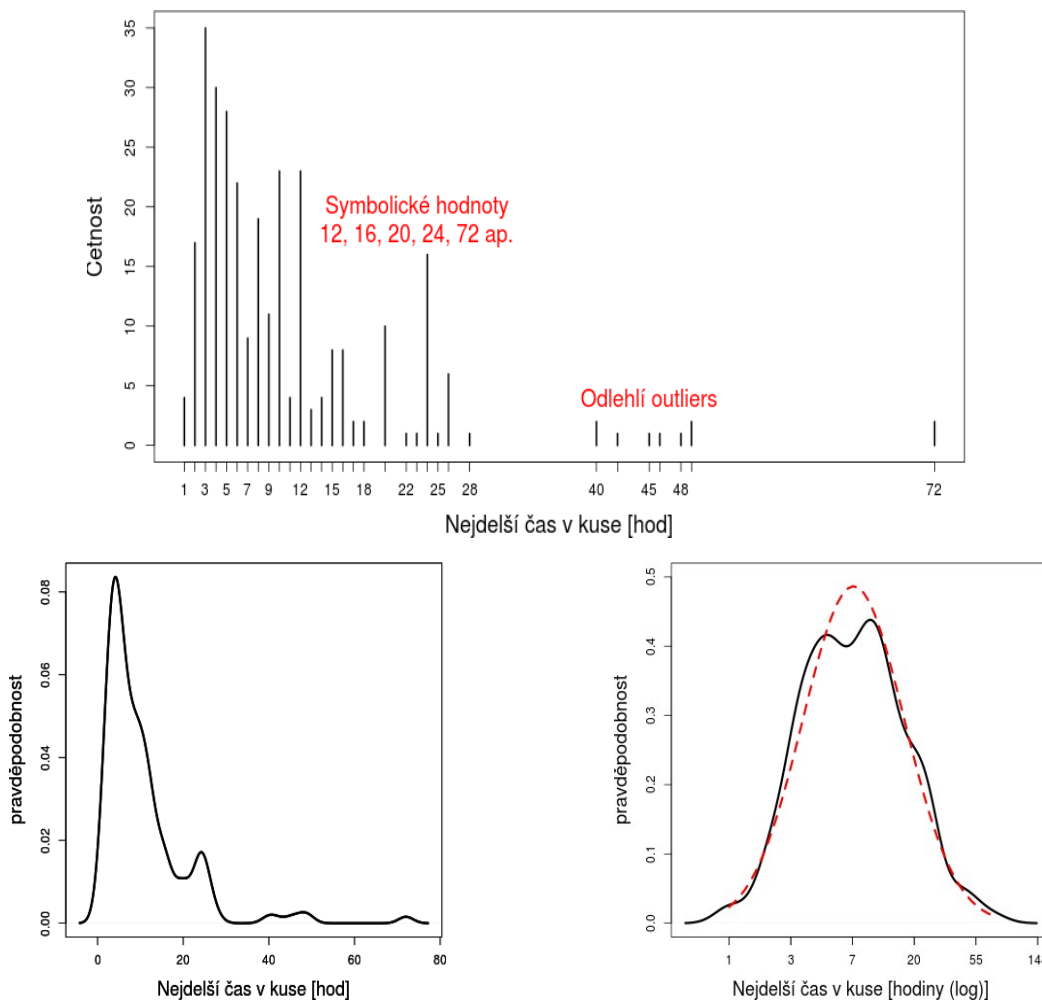 35
30
25
20
15
10
5
0
Cetnost
Symbolické hodnoty
12, 16, 20, 24, 72 ap.
Odlehlí outliers
1 3 5 7 9 12 15 18 22 25 28 40 45 48 72
Nejdelší čas v kuse [hod]
0.08
0.06
0.04
0.02
0.00
pravděpodobnost
0 20 40 60 80
Nejdelší čas v kuse [hod]
0.5
0.4
0.3
0.2
0.1
0.0
pravděpodobnost
1 3 7 20 55 148
Nejdelší čas v kuse [hodiny (log)]